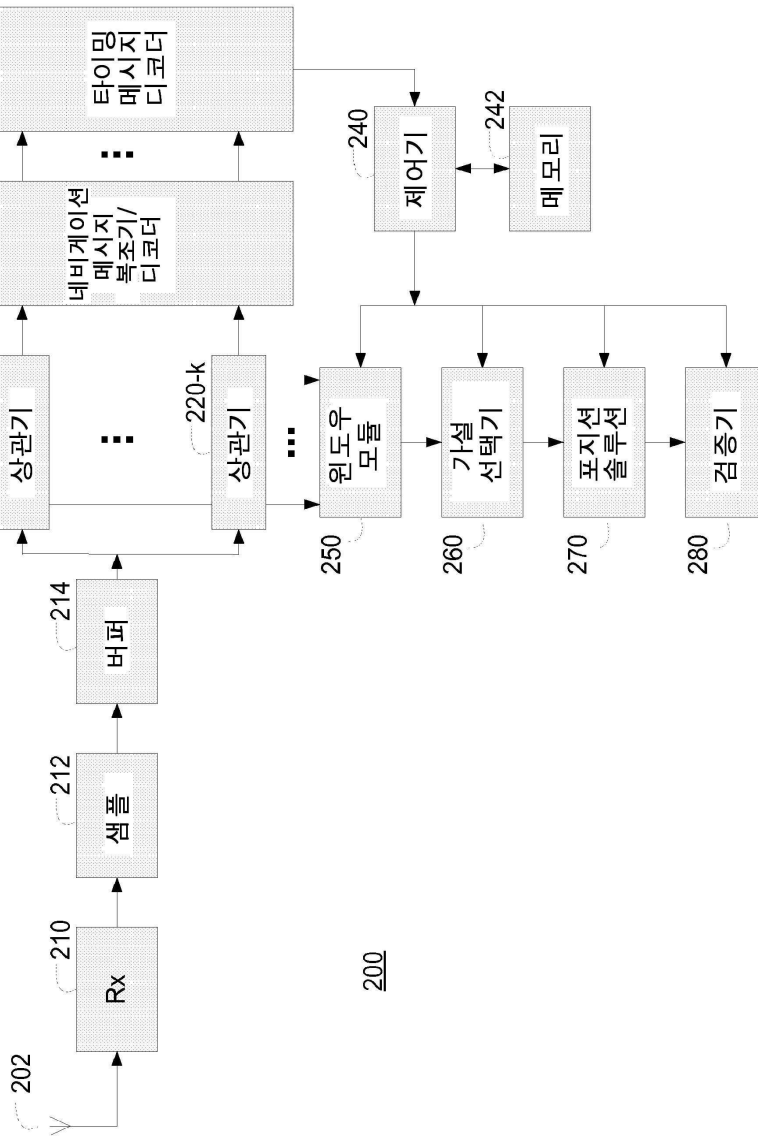 202
210
Rx
212
샘플
214
버퍼
상관기
...
220-k
상관기
...
네비게이션
메시지
복조기/
디코더
...
타이밍
메시지
디코더
240
제어기
242
메모리
250
윈도우
모듈
260
가설
선택기
270
포지션
솔루션
280
검증기
200